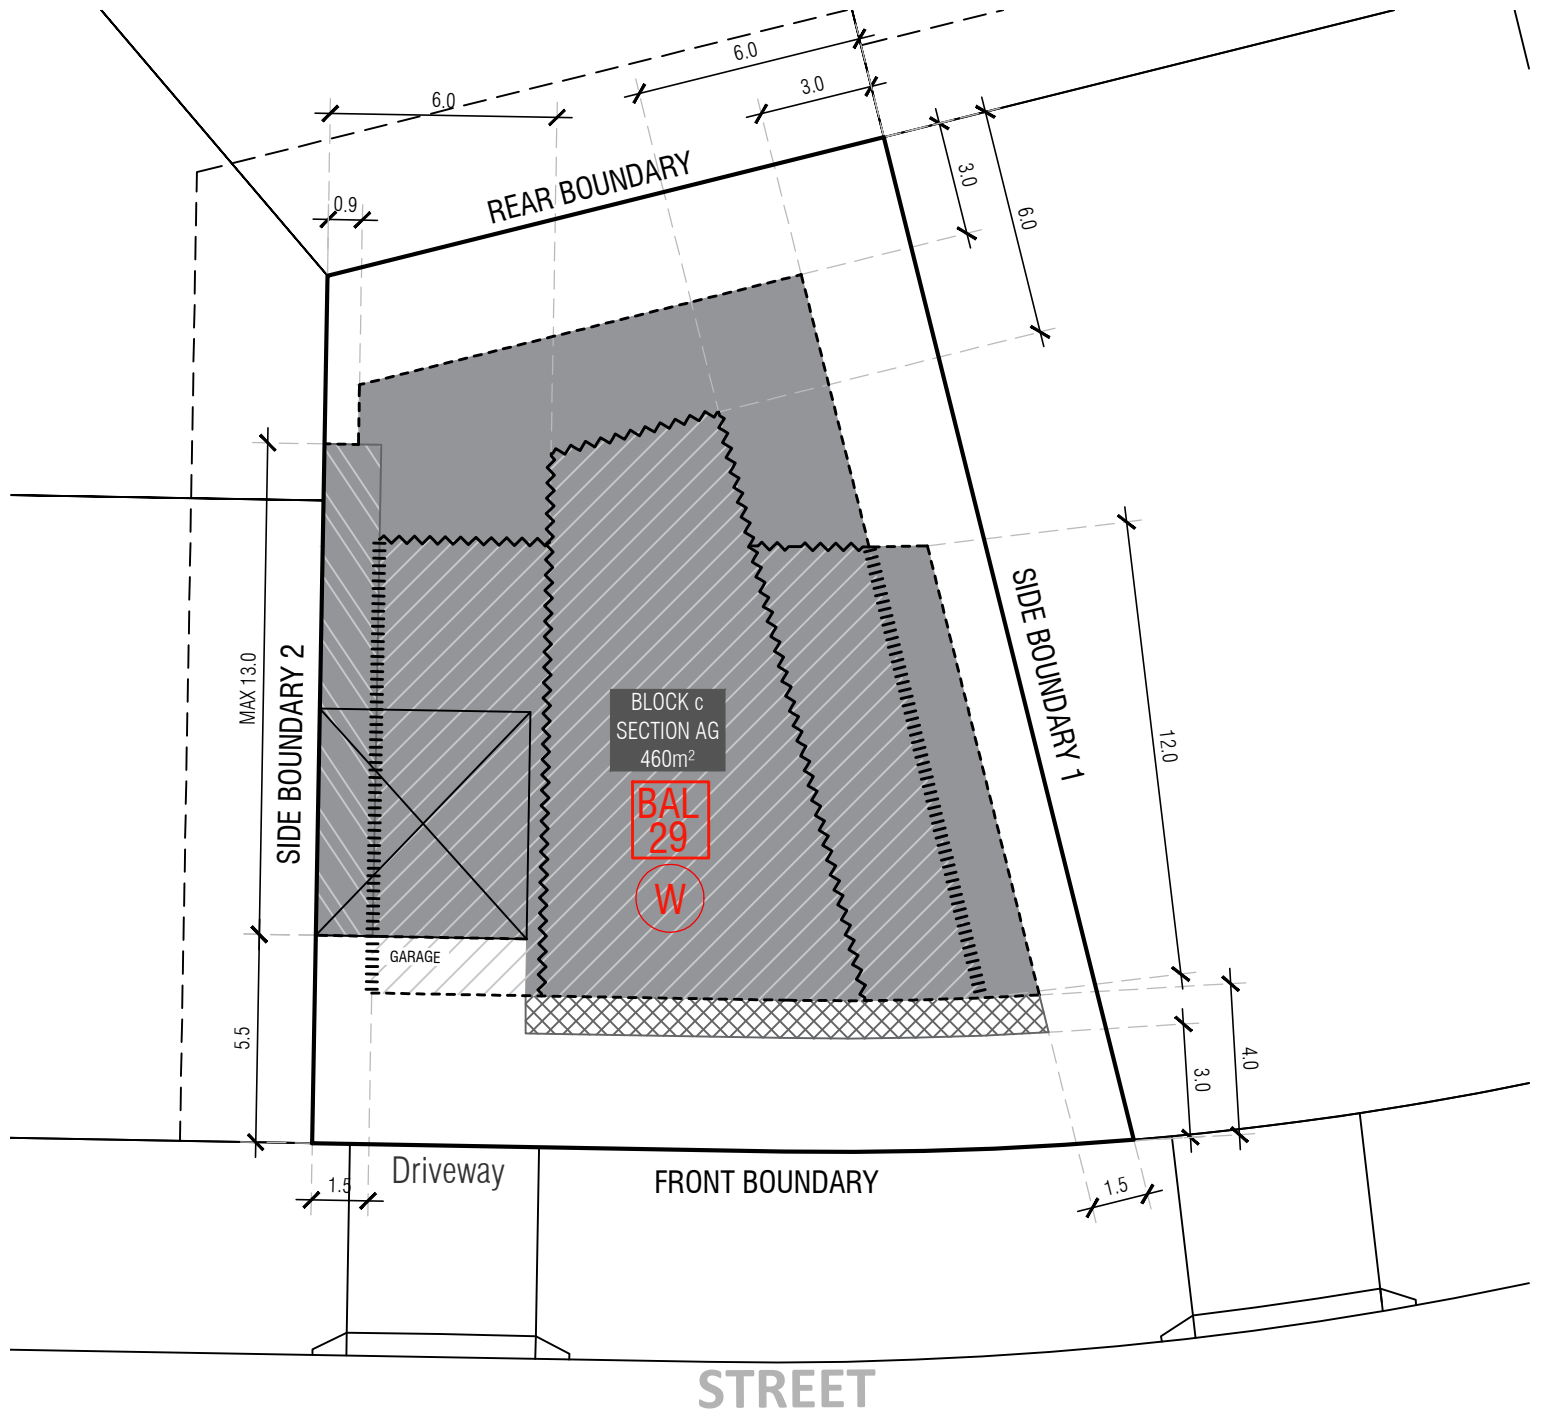 6.0
6.0
3.0
3.0
0.9
REAR BOUNDARY
6.0
MAX 13.0
SIDE BOUNDARY 2
BLOCK c
SECTION AG
460m²
BAL
29
W
SIDE BOUNDARY 1
12.0
GARAGE
5.5
4.0
3.0
Driveway
1.5
FRONT BOUNDARY
1.5
STREET